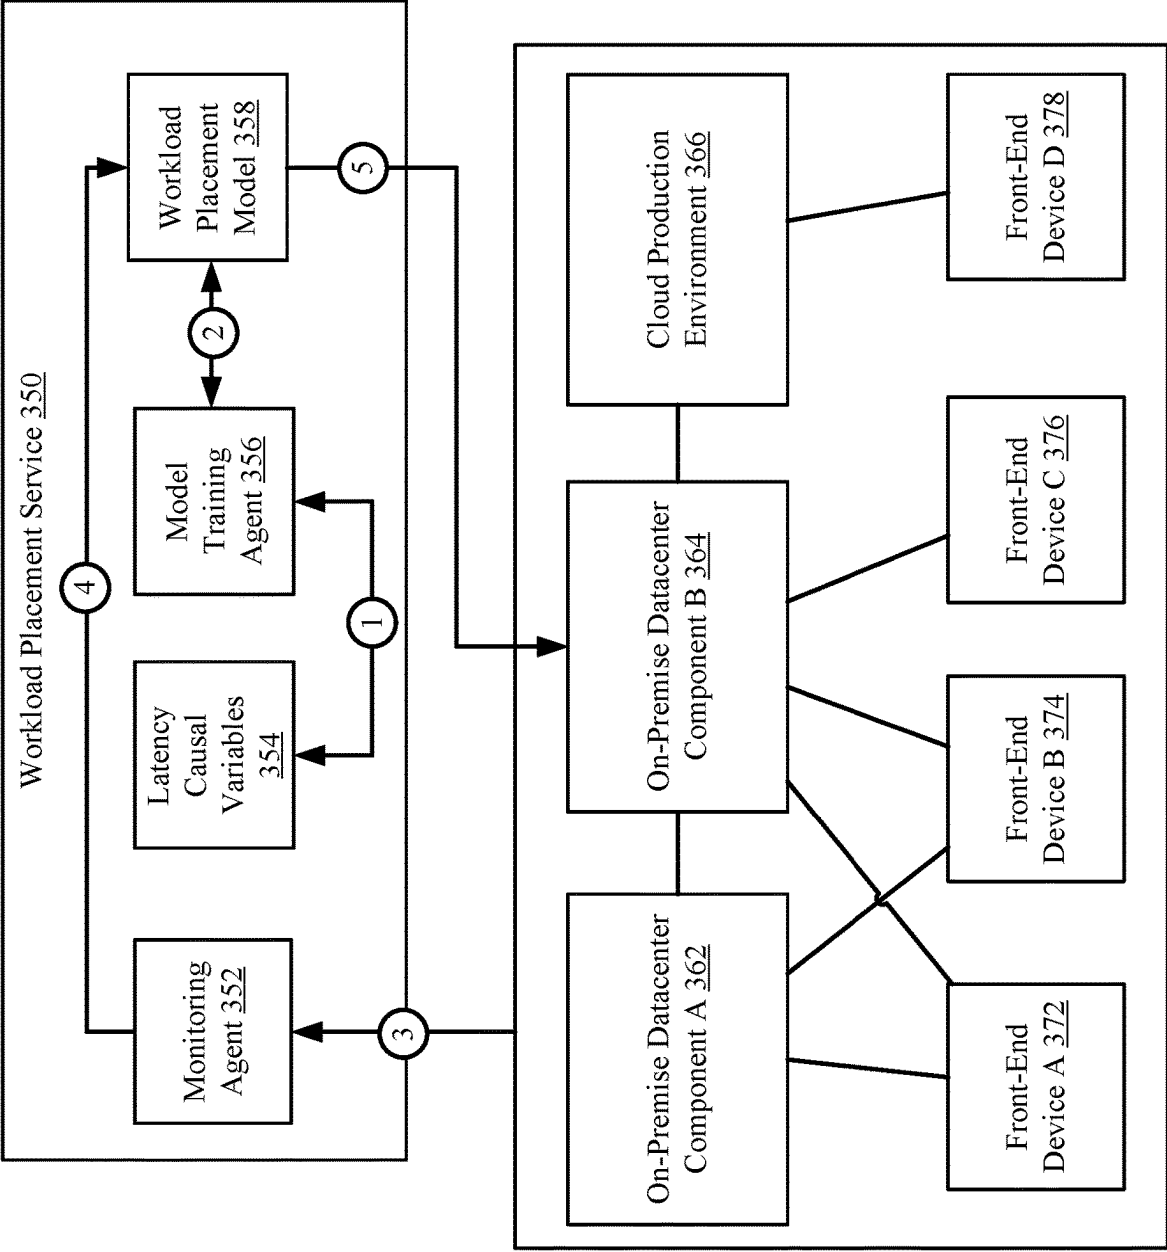 Workload Placement Service 350
Monitoring
Agent 352
Latency
Causal
Variables
354
Model
Training
Agent 356
Workload
Placement
Model 358
4
1
2
3
5
On-Premise Datacenter
Component A 362
On-Premise Datacenter
Component B 364
Cloud Production
Environment 366
Front-End
Device A 372
Front-End
Device B 374
Front-End
Device C 376
Front-End
Device D 378